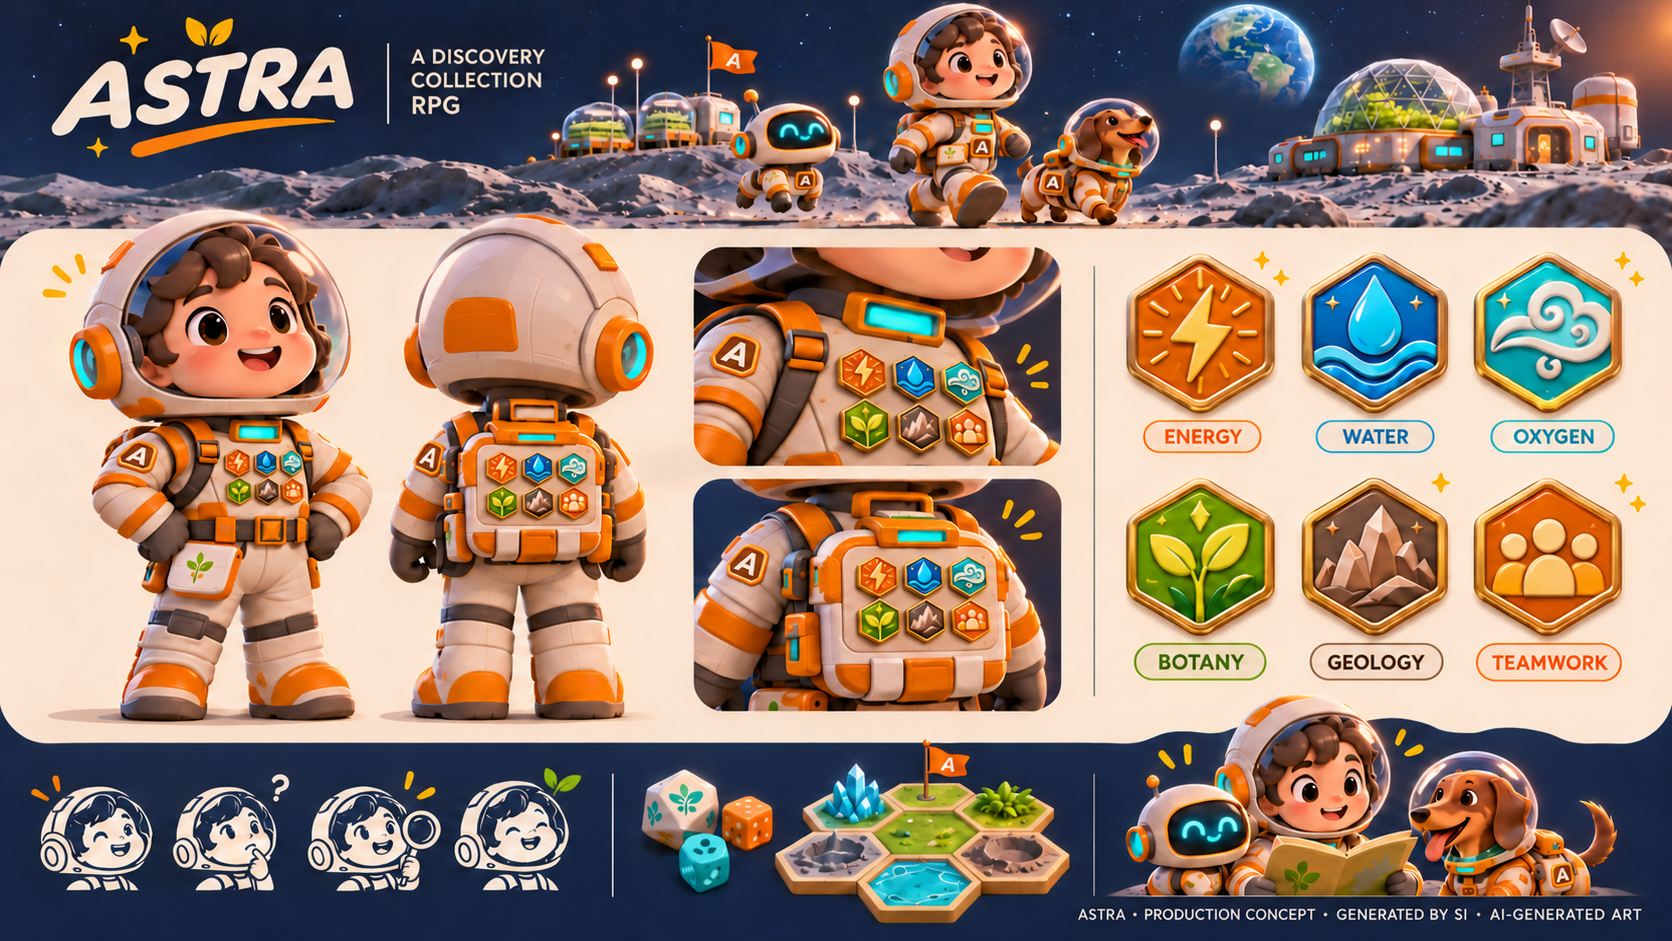 ASTRA
A DISCOVERY
COLLECTION
RPG
A
A
A
A
A
A
A
A
ENERGY
WATER
OXYGEN
BOTANY
GEOLOGY
TEAMWORK
?
A
A
ASTRA • PRODUCTION CONCEPT • GENERATED BY SI • AI-GENERATED ART